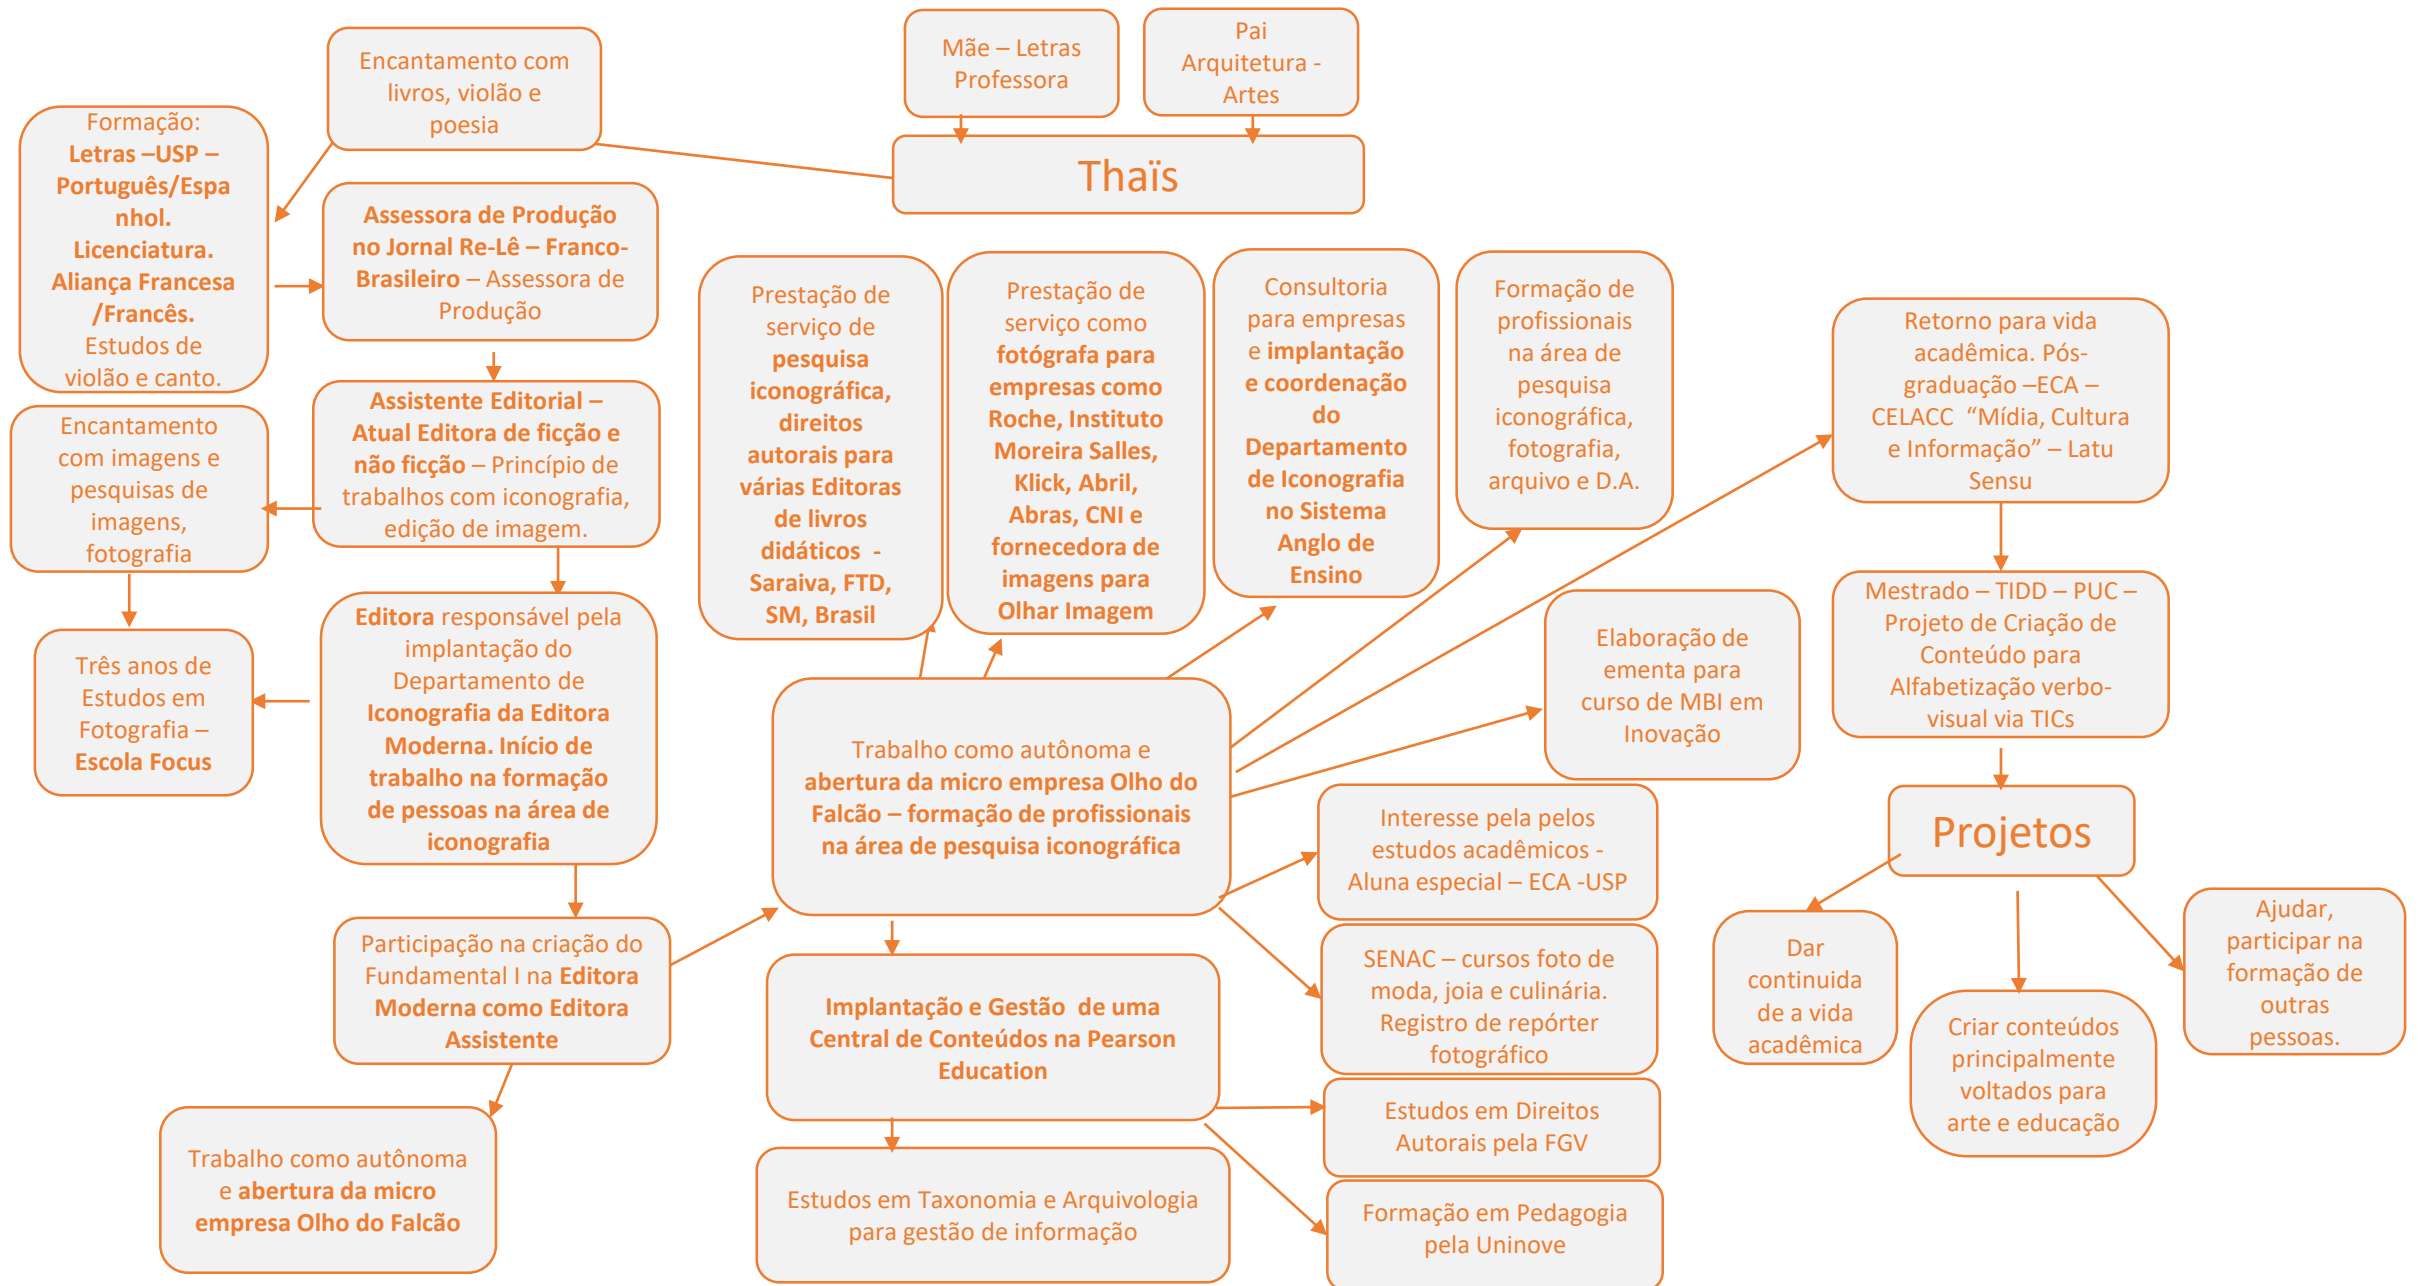 Mãe – Letras
Professora
Pai
Arquitetura -
Artes
Thaïs
Encantamento com
livros, violão e
poesia
Formação:
Letras –USP –
Português/Espa
nhol.
Licenciatura.
Aliança Francesa
/Francês.
Estudos de
violão e canto.
Assessora de Produção
no Jornal Re-Lê – Franco-
Brasileiro – Assessora de
Produção
Assistente Editorial –
Atual Editora de ficção e
não ficção – Princípio de
trabalhos com iconografia,
edição de imagem.
Encantamento
com imagens e
pesquisas de
imagens,
fotografia
Três anos de
Estudos em
Fotografia –
Escola Focus
Editora responsável pela
implantação do
Departamento de
Iconografia da Editora
Moderna. Início de
trabalho na formação
de pessoas na área de
iconografia
Participação na criação do
Fundamental I na Editora
Moderna como Editora
Assistente
Trabalho como autônoma
e abertura da micro
empresa Olho do Falcão
Prestação de
serviço de
pesquisa
iconográfica,
direitos
autorais para
várias Editoras
de livros
didáticos -
Saraiva, FTD,
SM, Brasil
Prestação de
serviço como
fotógrafa para
empresas como
Roche, Instituto
Moreira Salles,
Klick, Abril,
Abras, CNI e
fornecedora de
imagens para
Olhar Imagem
Consultoria
para empresas
e implantação
e coordenação
do
Departamento
de Iconografia
no Sistema
Anglo de
Ensino
Formação de
profissionais
na área de
pesquisa
iconográfica,
fotografia,
arquivo e D.A.
Trabalho como autônoma e
abertura da micro empresa Olho do
Falcão – formação de profissionais
na área de pesquisa iconográfica
Elaboração de
ementa para
curso de MBI em
Inovação
Interesse pela pelos
estudos acadêmicos -
Aluna especial – ECA -USP
SENAC – cursos foto de
moda, joia e culinária.
Registro de repórter
fotográfico
Implantação e Gestão de uma
Central de Conteúdos na Pearson
Education
Estudos em Direitos
Autorais pela FGV
Formação em Pedagogia
pela Uninove
Estudos em Taxonomia e Arquivologia
para gestão de informação
Retorno para vida
acadêmica. Pós-
graduação –ECA –
CELACC “Mídia, Cultura
e Informação” – Latu
Sensu
Mestrado – TIDD – PUC –
Projeto de Criação de
Conteúdo para
Alfabetização verbo-
visual via TICs
Projetos
Dar
continuida
de a vida
acadêmica
Criar conteúdos
principalmente
voltados para
arte e educação
Ajudar,
participar na
formação de
outras
pessoas.